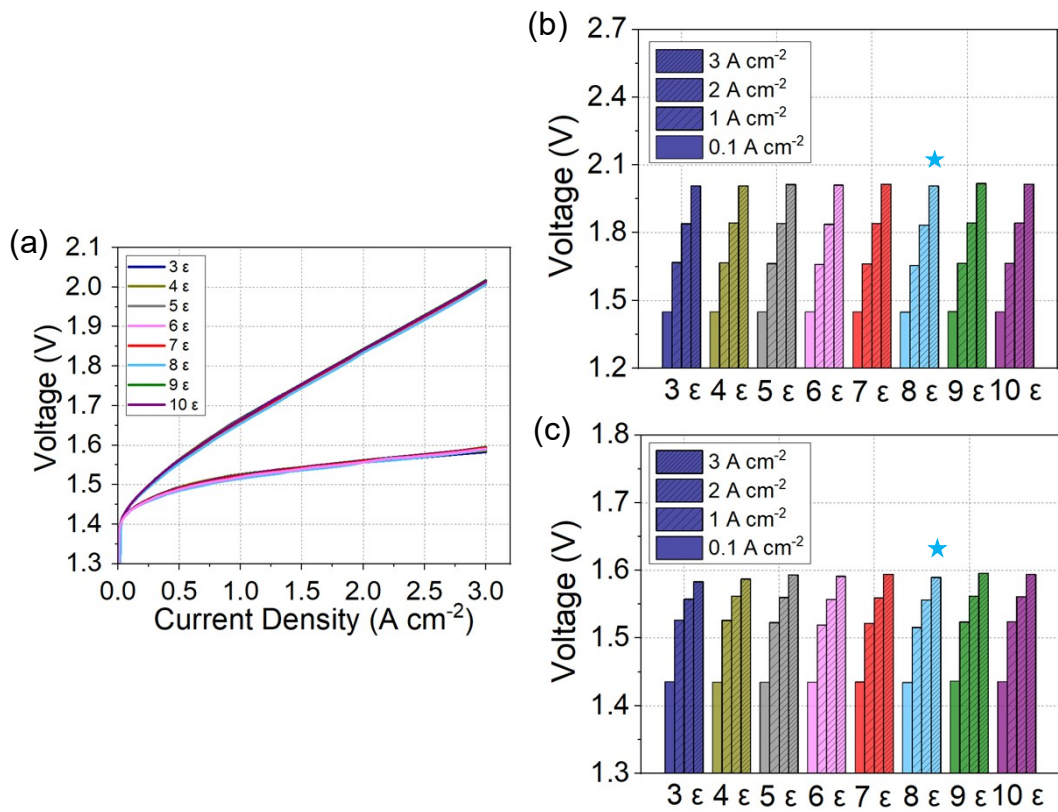 (a)
Voltage (V)
2.1
2.0
1.9
1.8
1.7
1.6
1.5
1.4
1.3
3 ε
4 ε
5 ε
6 ε
7 ε
8 ε
9 ε
10 ε
0.0 0.5 1.0 1.5 2.0 2.5 3.0
Current Density (A cm⁻²)
(b)
Voltage (V)
2.7
2.4
2.1
1.8
1.5
1.2
3 A cm⁻²
2 A cm⁻²
1 A cm⁻²
0.1 A cm⁻²
3 ε 4 ε 5 ε 6 ε 7 ε 8 ε 9 ε 10 ε
(c)
Voltage (V)
1.8
1.7
1.6
1.5
1.4
1.3
3 A cm⁻²
2 A cm⁻²
1 A cm⁻²
0.1 A cm⁻²
3 ε 4 ε 5 ε 6 ε 7 ε 8 ε 9 ε 10 ε